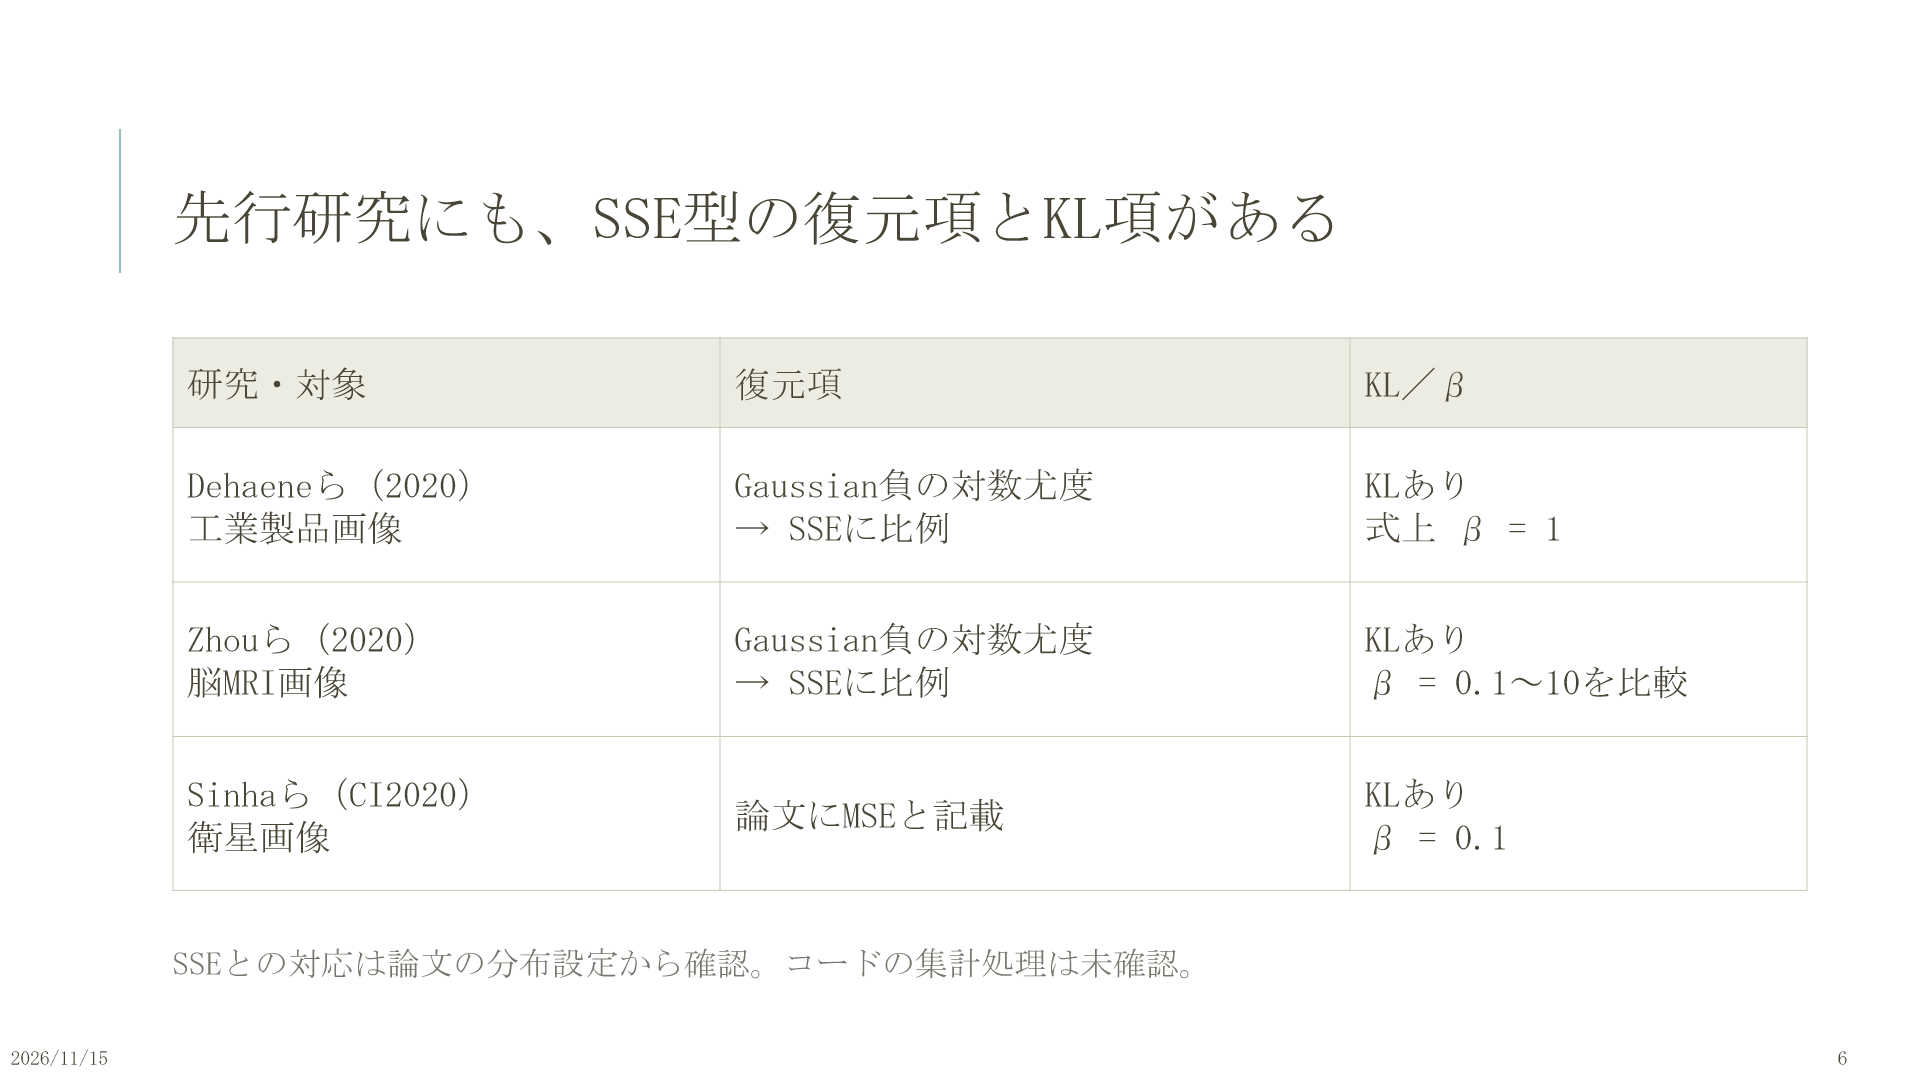 先行研究にも、SSE型の復元項とKL項がある
研究・対象
復元項
KL／β
Dehaeneら（2020）
工業製品画像
Gaussian負の対数尤度
→ SSEに比例
KLあり
式上 β = 1
Zhouら（2020）
脳MRI画像
Gaussian負の対数尤度
→ SSEに比例
KLあり
β = 0.1～10を比較
Sinhaら（CI2020）
衛星画像
論文にMSEと記載
KLあり
β = 0.1
SSEとの対応は論文の分布設定から確認。コードの集計処理は未確認。
2026/11/15
6